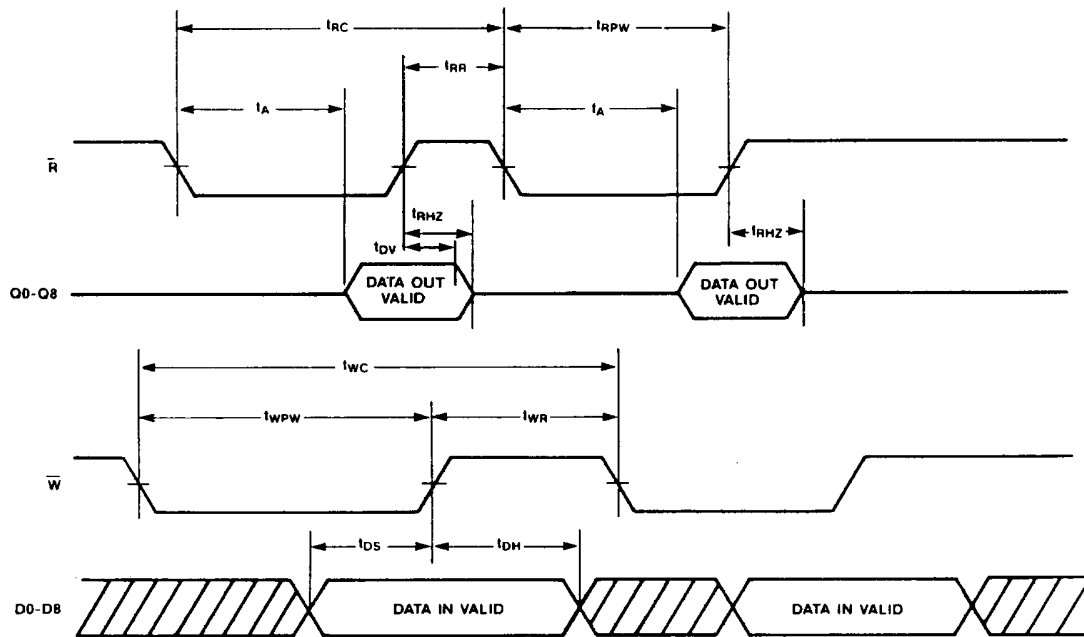 tRC
tRPW
tRR
tA
tA
R̅
tRHZ
tRHZ
tDV
Q0-Q8
DATA OUT
VALID
DATA OUT
VALID
tWC
tWPW
tWR
W̅
tDS
tDH
D0-D8
DATA IN VALID
DATA IN VALID